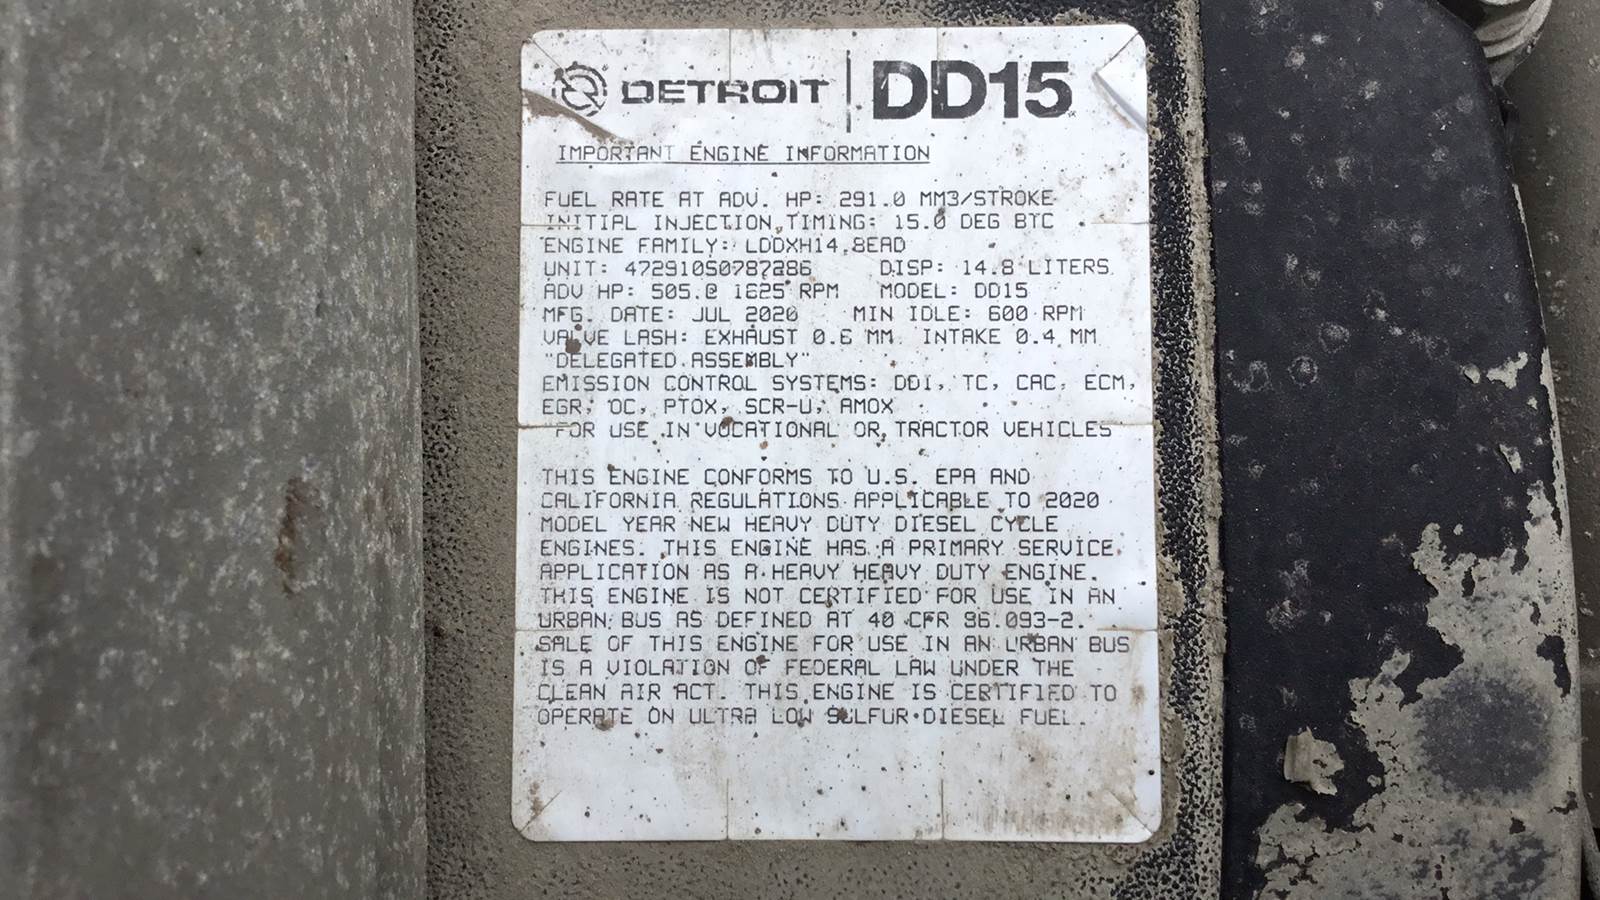 DETROIT DD15
IMPORTANT ENGINE INFORMATION
FUEL RATE AT ADV. HP: 291.0 MM3/STROKE
INITIAL INJECTION TIMING: 15.0 DEG BTC
ENGINE FAMILY: LDDXH14.8EAD
UNIT: 472910S0787286 DISP: 14.8 LITERS
ADV HP: 505 @ 1625 RPM MODEL: DD15
MFG. DATE: JUL 2020 MIN IDLE: 600 RPM
VALVE LASH: EXHAUST 0.6 MM INTAKE 0.4 MM
"DELEGATED ASSEMBLY"
EMISSION CONTROL SYSTEMS: DDI, TC, CAC, ECM,
EGR, OC, PTOX, SCR-U, AMOX
FOR USE IN VOCATIONAL OR TRACTOR VEHICLES
THIS ENGINE CONFORMS TO U.S. EPA AND
CALIFORNIA REGULATIONS APPLICABLE TO 2020
MODEL YEAR NEW HEAVY DUTY DIESEL CYCLE
ENGINES. THIS ENGINE HAS A PRIMARY SERVICE
APPLICATION AS A HEAVY HEAVY DUTY ENGINE.
THIS ENGINE IS NOT CERTIFIED FOR USE IN AN
URBAN BUS AS DEFINED AT 40 CFR 86.093-2.
SALE OF THIS ENGINE FOR USE IN AN URBAN BUS
IS A VIOLATION OF FEDERAL LAW UNDER THE
CLEAN AIR ACT. THIS ENGINE IS CERTIFIED TO
OPERATE ON ULTRA LOW SULFUR DIESEL FUEL.